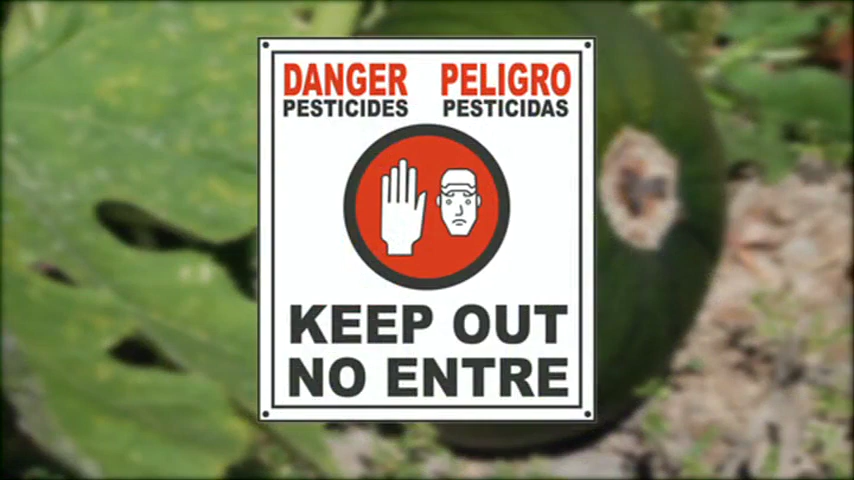 DANGER PELIGRO
PESTICIDES PESTICIDAS
KEEP OUT
NO ENTRE